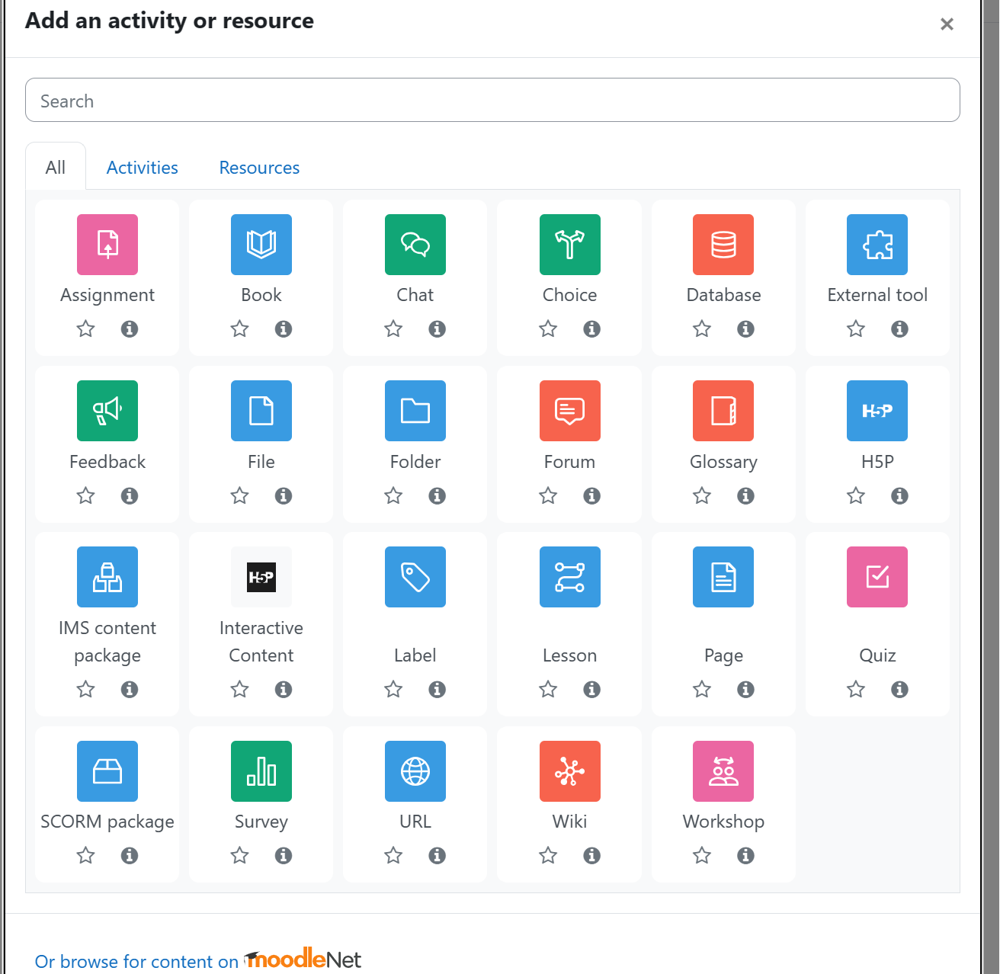 Add an activity or resource
×
Search
All Activities Resources
Assignment Book Chat Choice Database External tool
Feedback File Folder Forum Glossary H5P
H5P
H5P
IMS content package Interactive Content Label Lesson Page Quiz
SCORM package Survey URL Wiki Workshop
Or browse for content on moodleNet